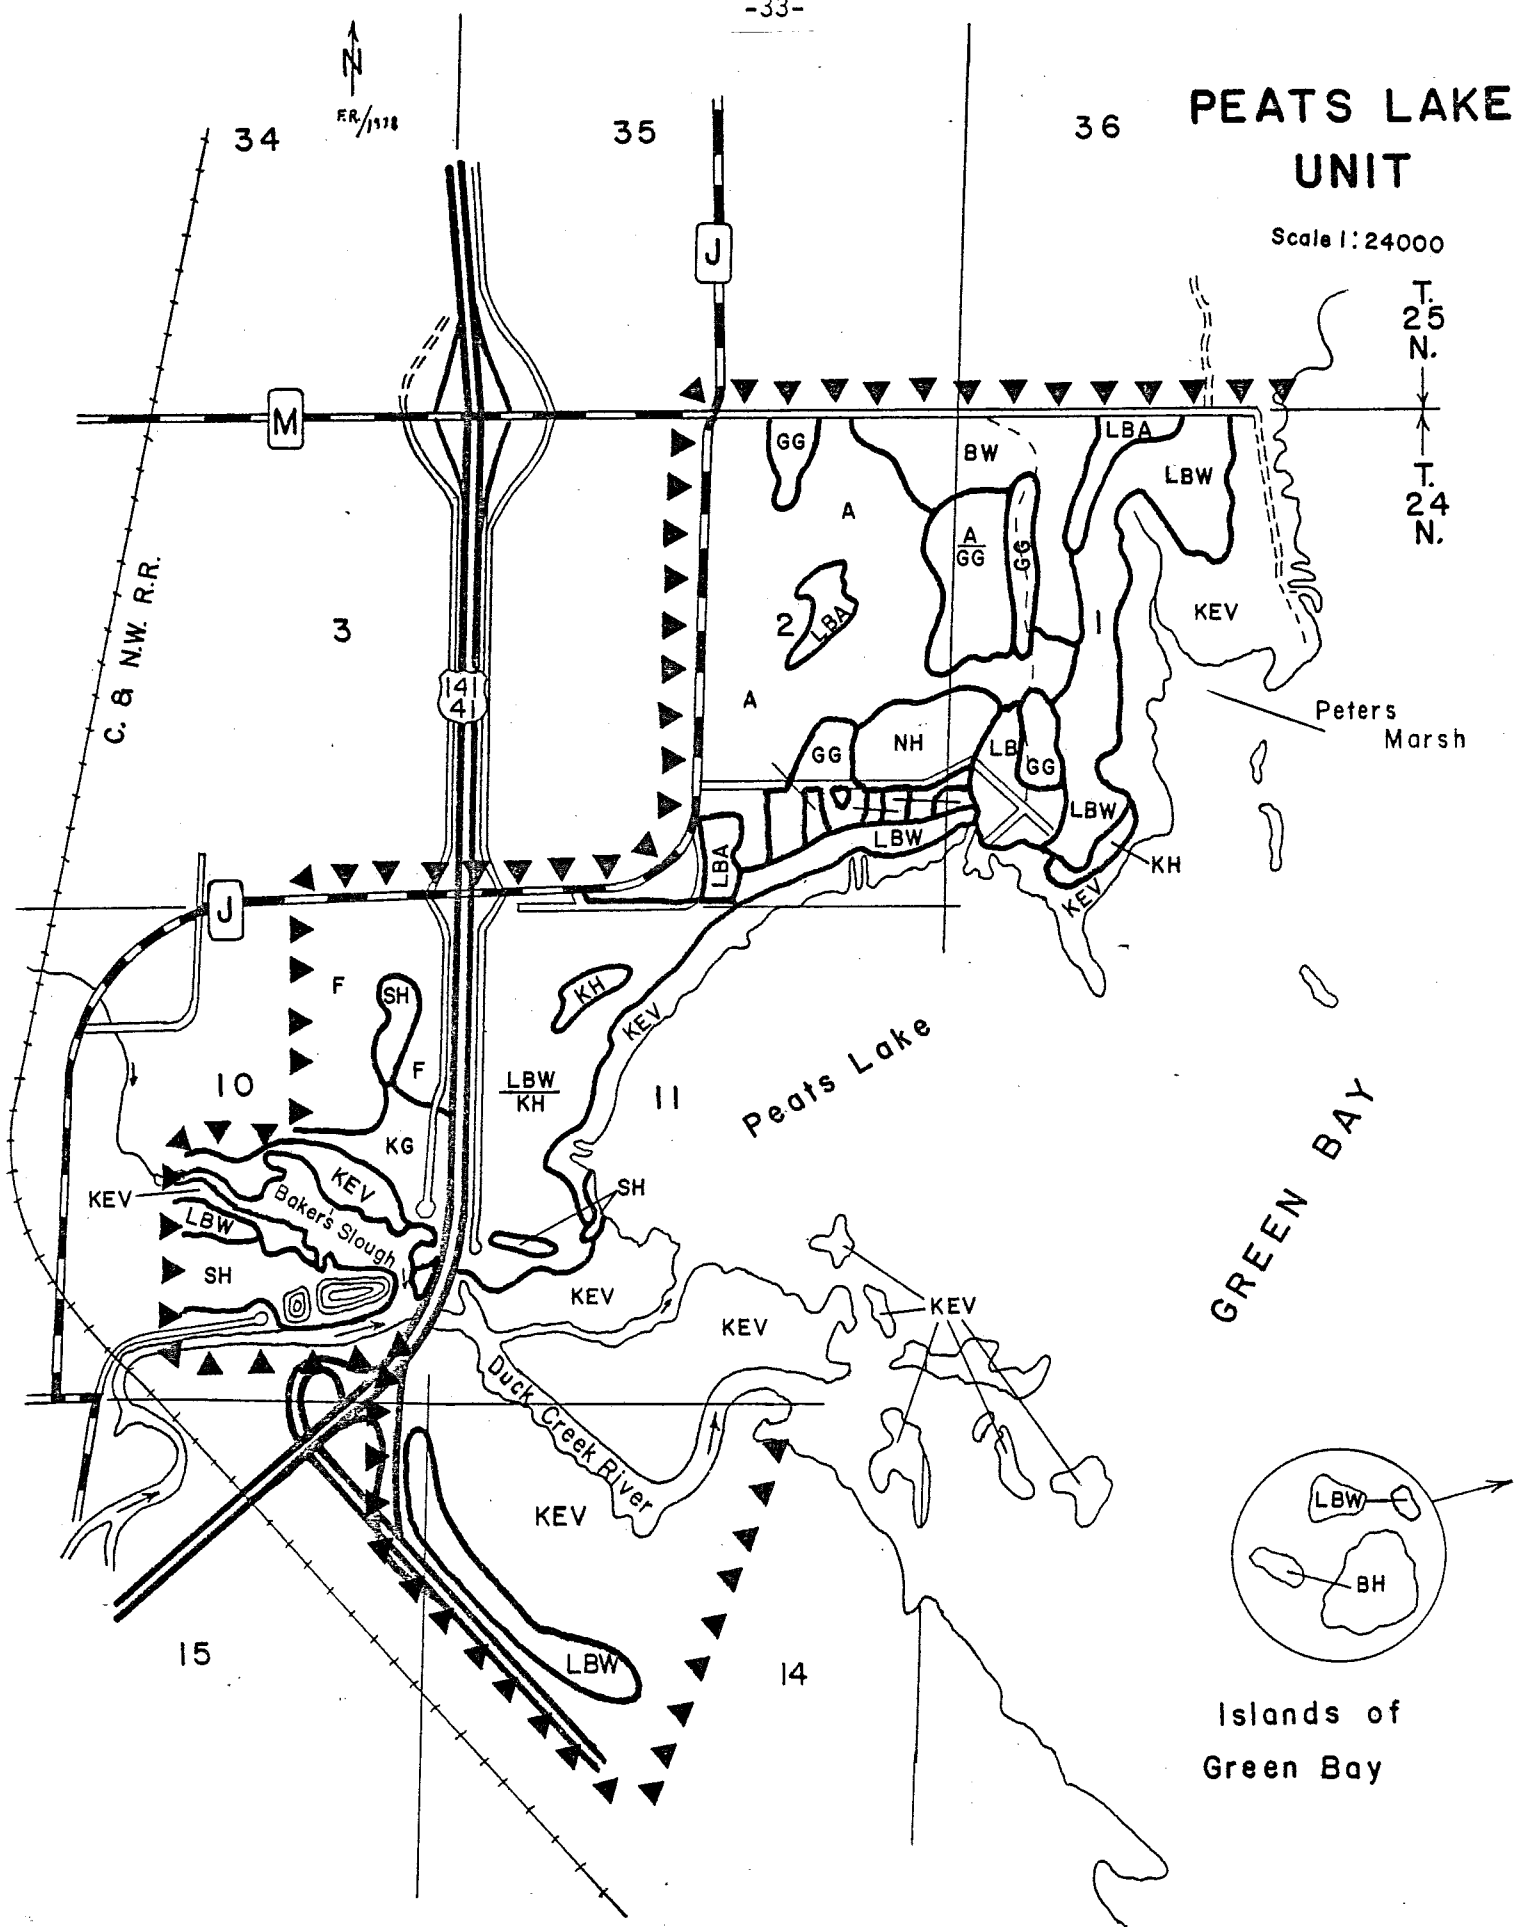 -33-
N
F.R./1978
34
35
36
PEATS LAKE
UNIT
Scale 1:24000
J
T.
25
N.
M
GG
BW
LBA
LBW
T.
24
N.
A
A
GG
GG
3
2
LBA
1
KEV
C. & N.W. R.R.
141
41
A
Peters
Marsh
GG
NH
LB
GG
LBW
LBW
LBA
KH
KEV
J
F
SH
KH
KEV
Peats Lake
10
F
LBW
KH
11
GREEN BAY
KG
KEV
KEV
Baker's Slough
SH
LBW
SH
KEV
KEV
KEV
Duck Creek River
KEV
LBW
BH
15
LBW
14
Islands of
Green Bay